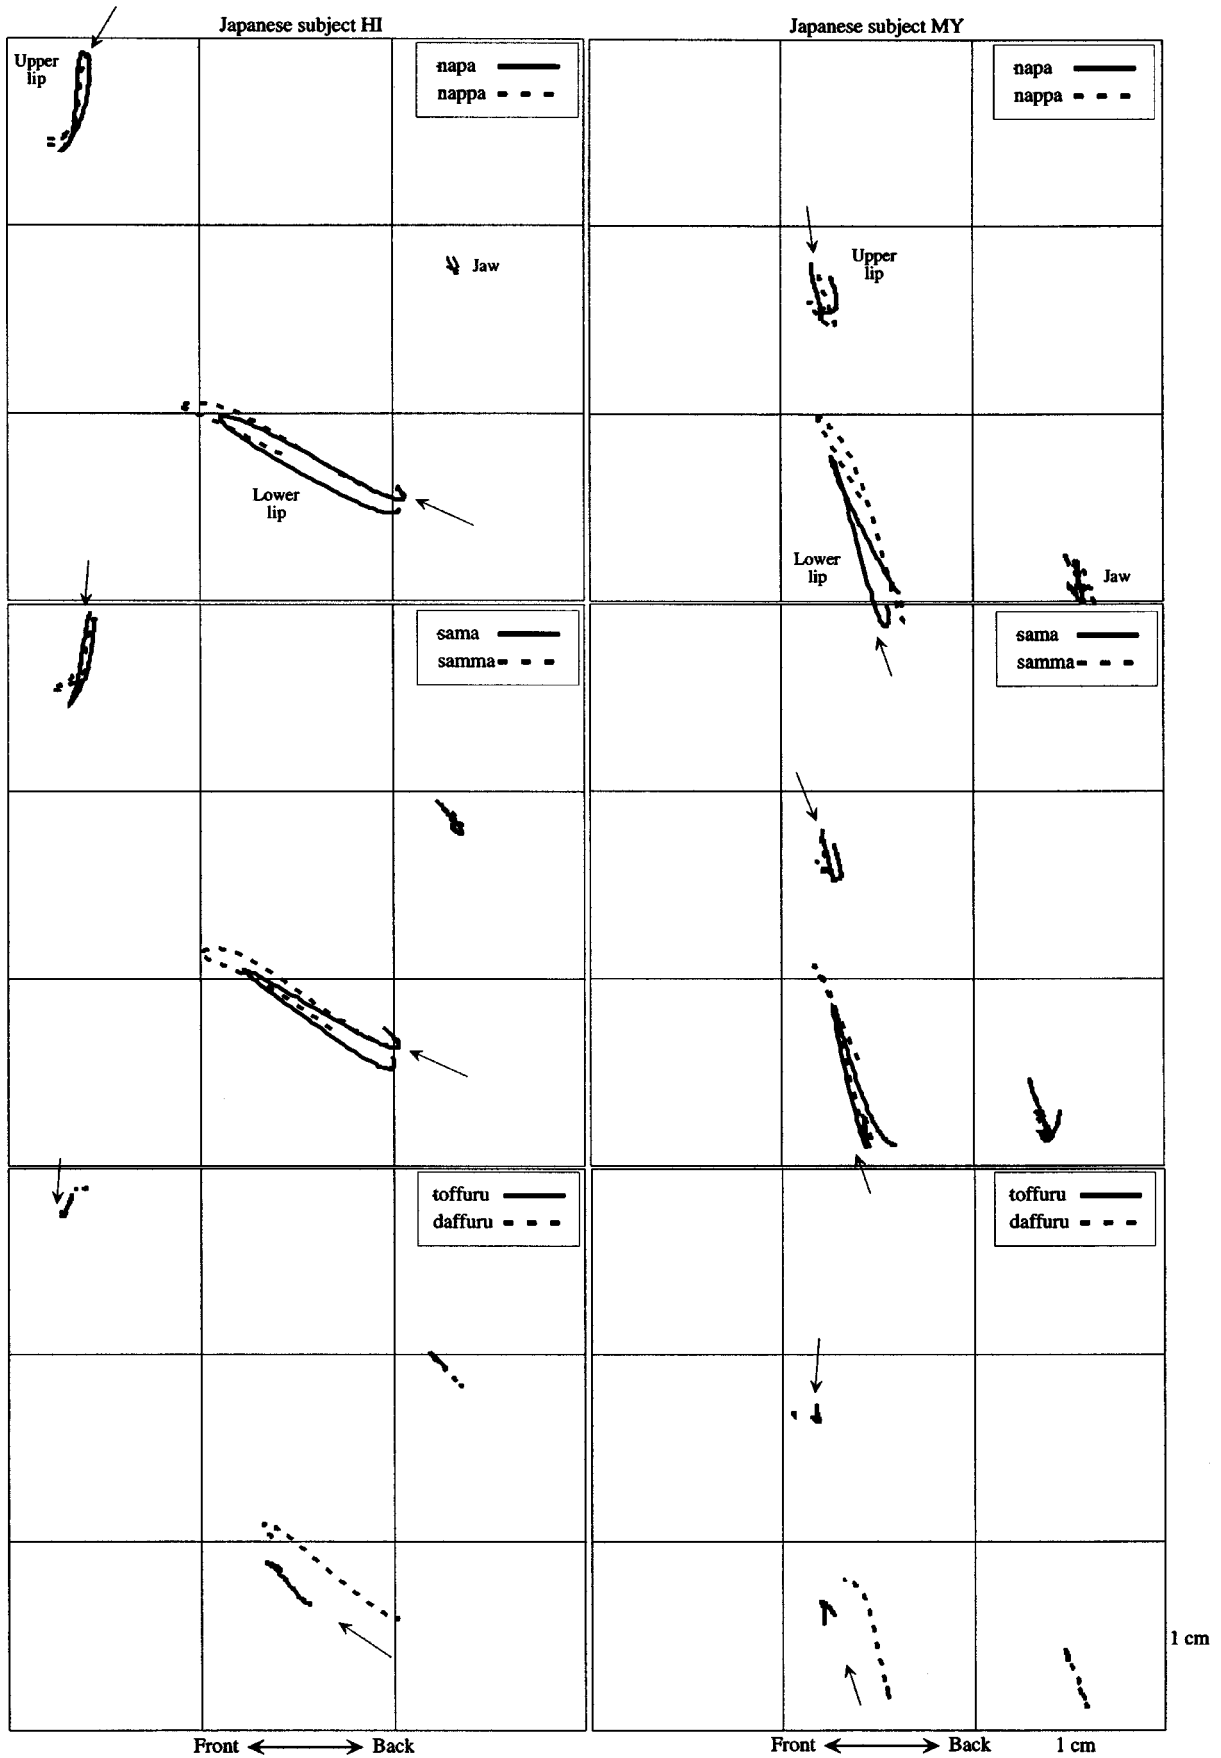 Japanese subject HI
Japanese subject MY
Upper
lip
napa
nappa
napa
nappa
Jaw
Upper
lip
Lower
lip
Lower
lip
Jaw
sama
samma
sama
samma
toffuru
daffuru
toffuru
daffuru
1 cm
Front
Back
Front
Back
1 cm